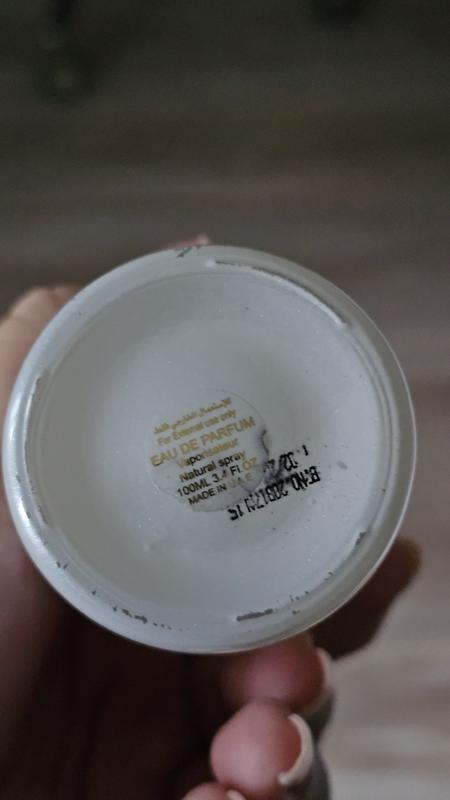 للإستعمال الخارجي فقط
For External use only
EAU DE PARFUM
Vaporisateur
Natural spray
100ML 3.4 FL OZ
MADE IN U.A.E